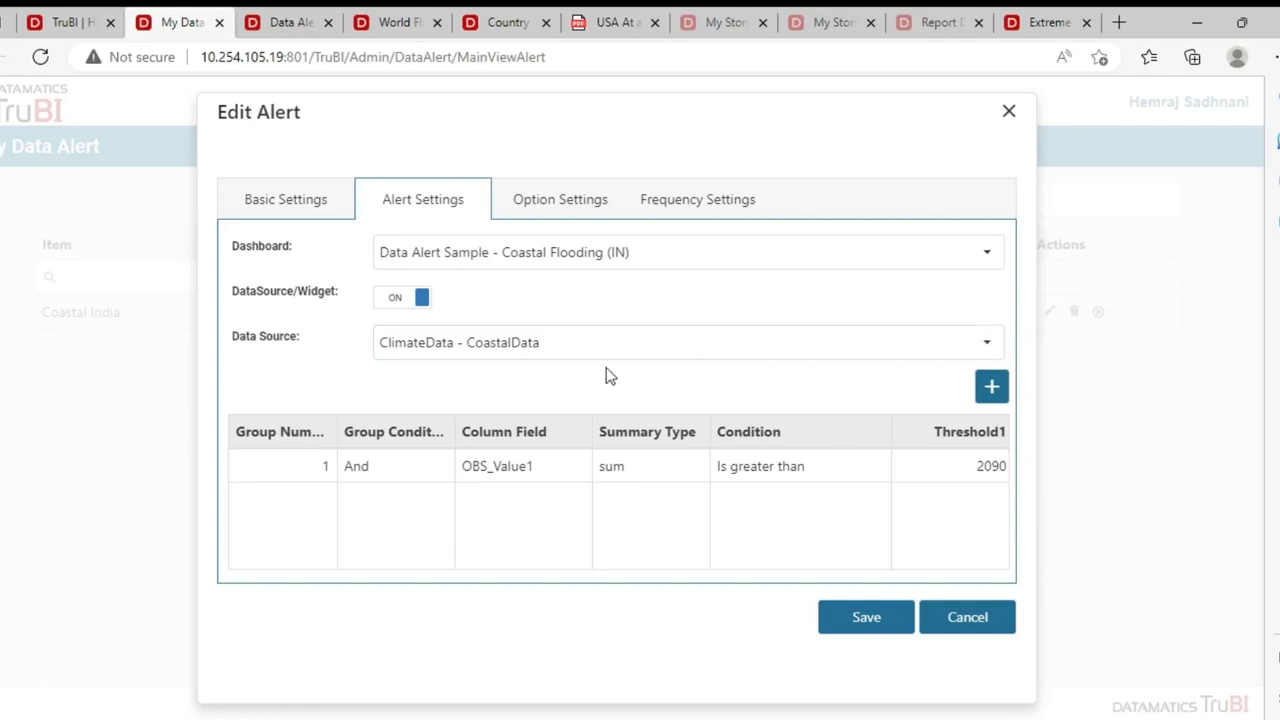 TruBI | H
My Data
Data Ale
World Fl
Country
USA At a
My Stor
My Stor
Report D
Extreme
Not secure
10.254.105.19:801/TruBI/Admin/DataAlert/MainViewAlert
DATAMATICS
TruBI
Hemraj Sadhnani
y Data Alert
Edit Alert
Basic Settings
Alert Settings
Option Settings
Frequency Settings
Item
Actions
Dashboard:
Data Alert Sample - Coastal Flooding (IN)
DataSource/Widget:
ON
Coastal India
Data Source:
ClimateData - CoastalData
Group Num... Group Condit... Column Field Summary Type Condition Threshold1
1 And OBS_Value1 sum Is greater than 2090
Save
Cancel
DATAMATICS TruBI